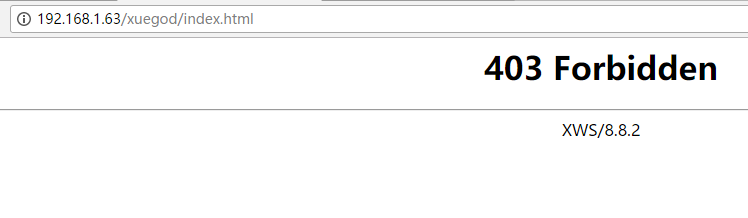 192.168.1.63/xuegod/index.html
403 Forbidden
XWS/8.8.2